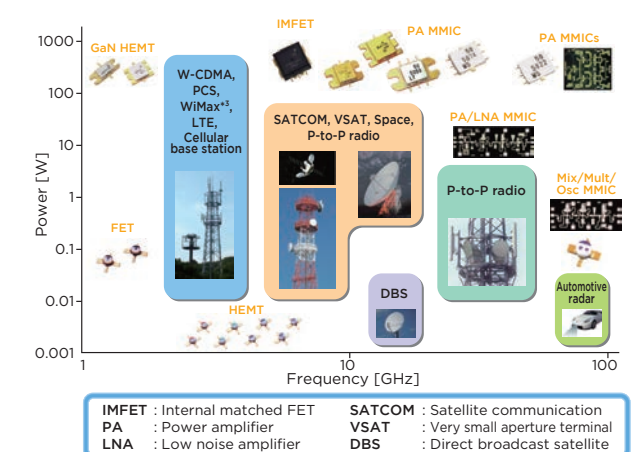 IMFET
PA MMIC
PA MMICs
GaN HEMT
1000
100
10
1
0.1
0.01
0.001
Power [W]
W-CDMA,
PCS,
WiMax*3,
LTE,
Cellular
base station
SATCOM, VSAT, Space,
P-to-P radio
PA/LNA MMIC
P-to-P radio
Mix/Mult/
Osc MMIC
FET
HEMT
DBS
Automotive
radar
1
10
100
Frequency [GHz]
IMFET : Internal matched FET
PA : Power amplifier
LNA : Low noise amplifier
SATCOM : Satellite communication
VSAT : Very small aperture terminal
DBS : Direct broadcast satellite